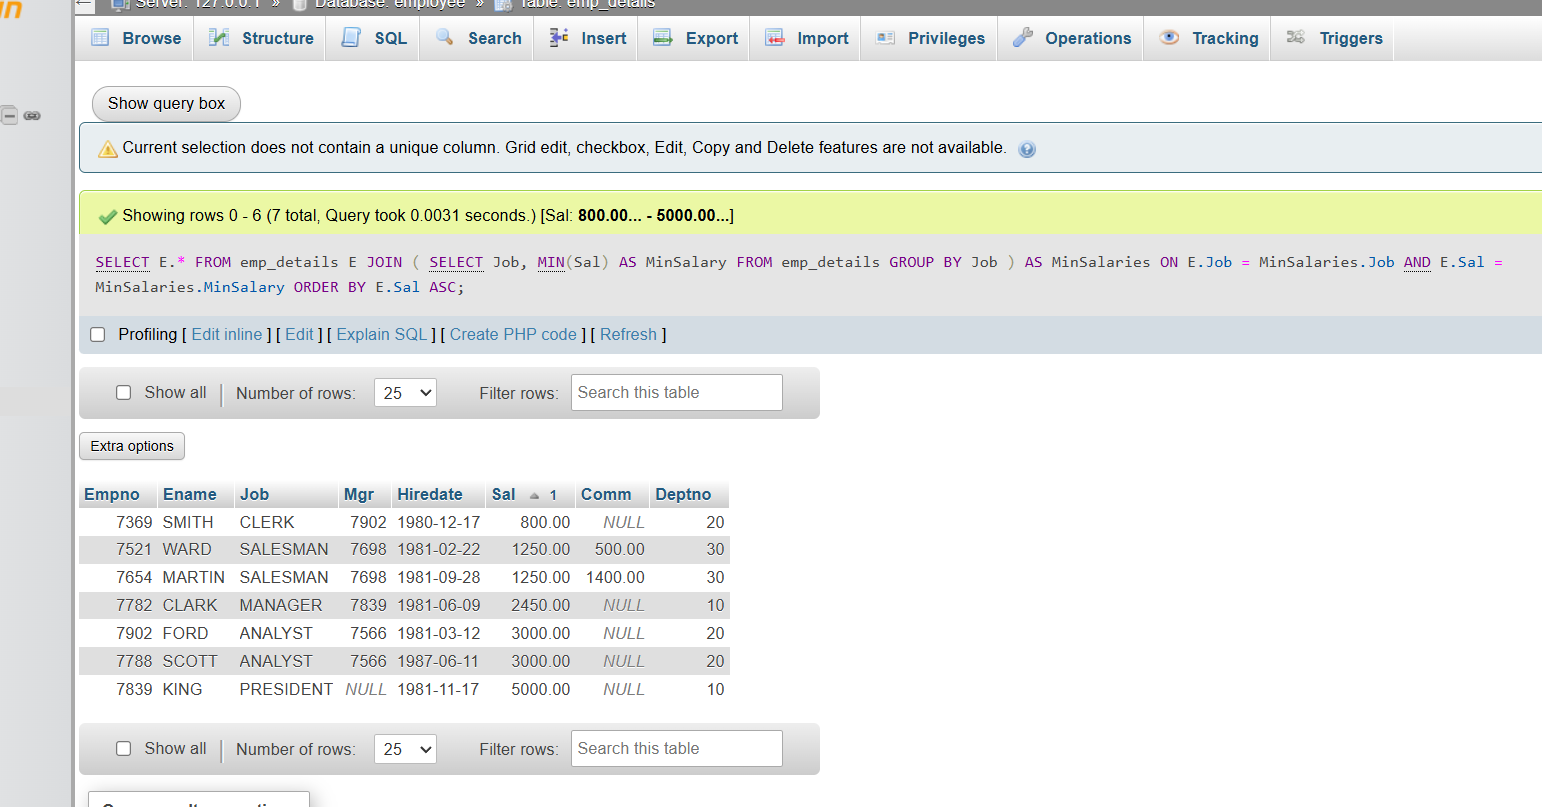 Server: 127.0.0.1 » Database: employee » Table: emp_details
Browse Structure SQL Search Insert Export Import Privileges Operations Tracking Triggers
Show query box
Current selection does not contain a unique column. Grid edit, checkbox, Edit, Copy and Delete features are not available.
Showing rows 0 - 6 (7 total, Query took 0.0031 seconds.) [Sal: 800.00... - 5000.00...]
SELECT E.* FROM emp_details E JOIN ( SELECT Job, MIN(Sal) AS MinSalary FROM emp_details GROUP BY Job ) AS MinSalaries ON E.Job = MinSalaries.Job AND E.Sal =
MinSalaries.MinSalary ORDER BY E.Sal ASC;
Profiling [ Edit inline ] [ Edit ] [ Explain SQL ] [ Create PHP code ] [ Refresh ]
Show all | Number of rows: 25 Filter rows: Search this table
Extra options
Empno Ename Job Mgr Hiredate Sal 1 Comm Deptno
7369 SMITH CLERK 7902 1980-12-17 800.00 NULL 20
7521 WARD SALESMAN 7698 1981-02-22 1250.00 500.00 30
7654 MARTIN SALESMAN 7698 1981-09-28 1250.00 1400.00 30
7782 CLARK MANAGER 7839 1981-06-09 2450.00 NULL 10
7902 FORD ANALYST 7566 1981-03-12 3000.00 NULL 20
7788 SCOTT ANALYST 7566 1987-06-11 3000.00 NULL 20
7839 KING PRESIDENT NULL 1981-11-17 5000.00 NULL 10
Show all | Number of rows: 25 Filter rows: Search this table